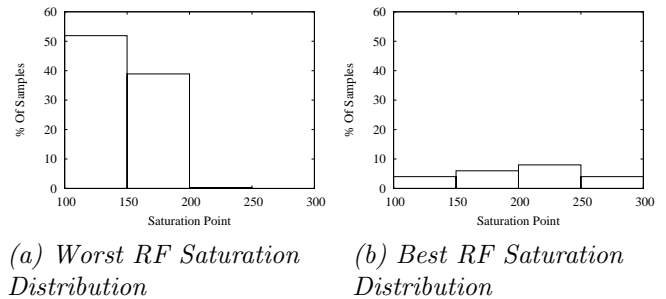 60
50
40
30
20
10
0
% Of Samples
100 150 200 250 300
Saturation Point
(a) Worst RF Saturation
Distribution
60
50
40
30
20
10
0
% Of Samples
100 150 200 250 300
Saturation Point
(b) Best RF Saturation
Distribution